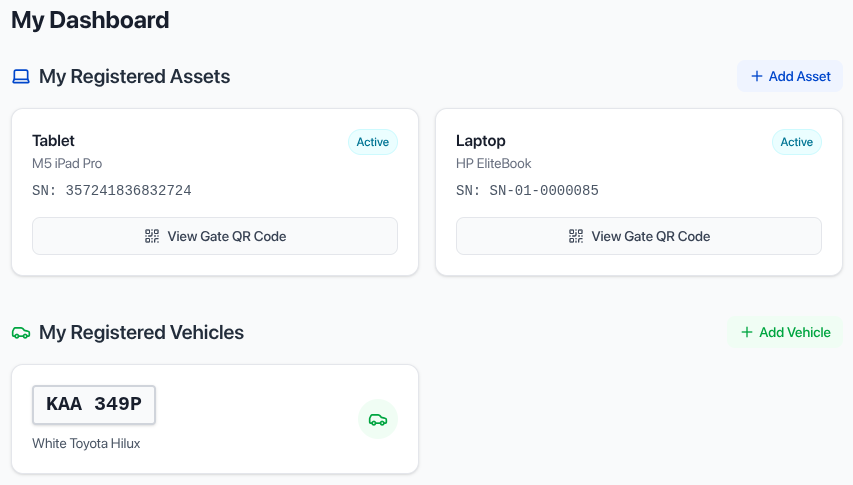 My Dashboard
My Registered Assets
+ Add Asset
Tablet
Active
M5 iPad Pro
SN: 357241836832724
View Gate QR Code
Laptop
Active
HP EliteBook
SN: SN-01-0000085
View Gate QR Code
My Registered Vehicles
+ Add Vehicle
KAA 349P
White Toyota Hilux